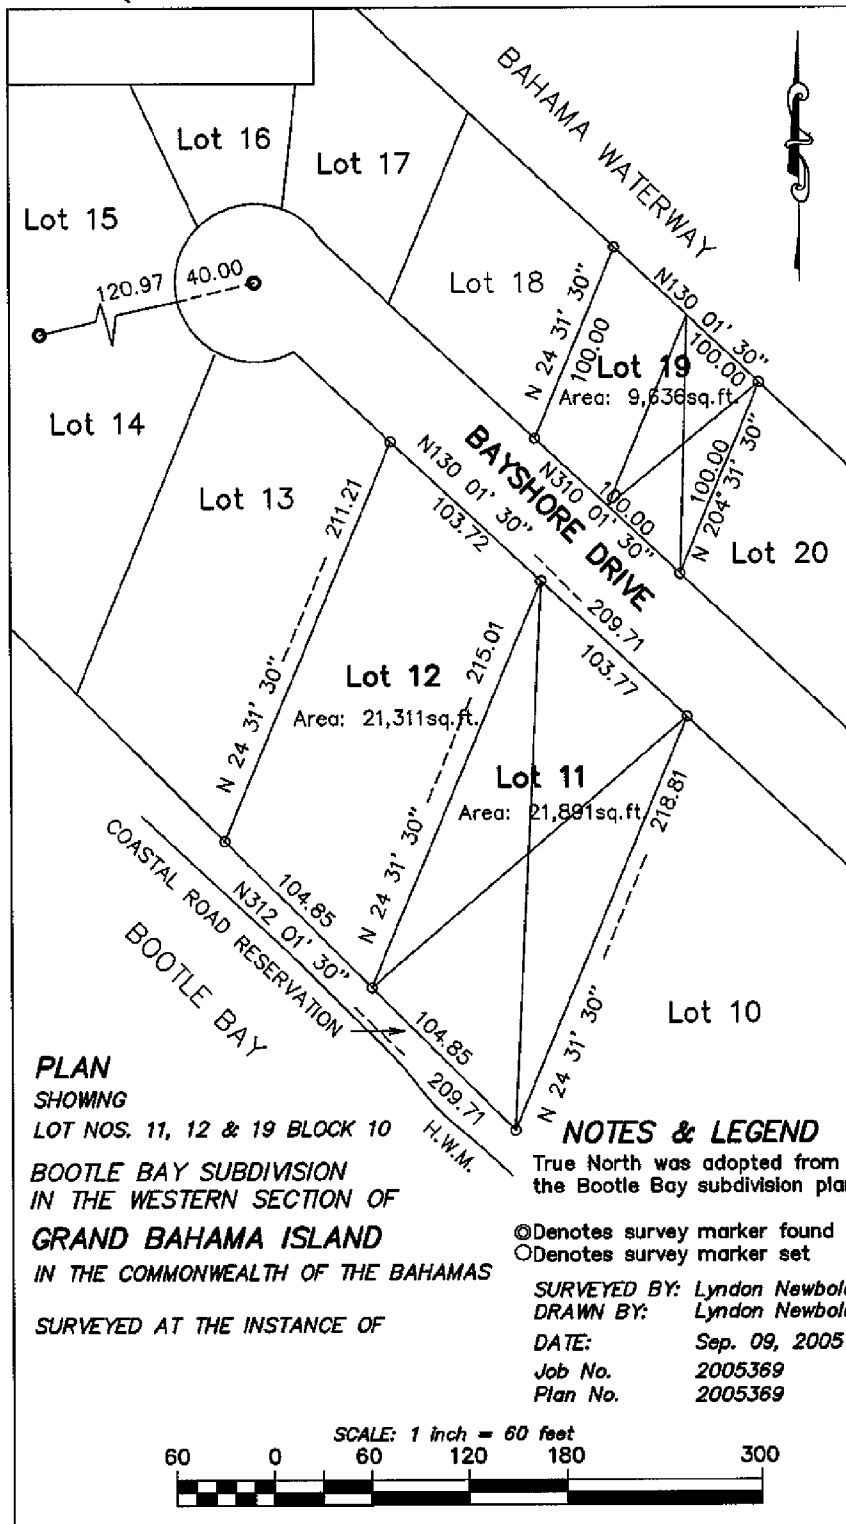 BAHAMA WATERWAY
Lot 16
Lot 17
Lot 15
120.97
40.00
Lot 18
N 24 31' 30"
100.00
N130 01' 30"
100.00
Lot 19
Area: 9,636sq.ft.
Lot 14
Lot 13
211.21
N 24 31' 30"
N130 01' 30"
103.72
BAYSHORE DRIVE
N310 01' 30"
100.00
100.00
N 204° 31' 30"
Lot 20
209.71
103.77
Lot 12
Area: 21,311sq.ft.
215.01
N 24 31' 30"
Lot 11
Area: 21,891sq.ft.
218.81
N 24 31' 30"
COASTAL ROAD RESERVATION
N312 01' 30"
104.85
BOOTLE BAY
104.85
209.71
H.W.M.
Lot 10
PLAN
SHOWING
LOT NOS. 11, 12 & 19 BLOCK 10
BOOTLE BAY SUBDIVISION
IN THE WESTERN SECTION OF
GRAND BAHAMA ISLAND
IN THE COMMONWEALTH OF THE BAHAMAS
SURVEYED AT THE INSTANCE OF
NOTES & LEGEND
True North was adopted from
the Bootle Bay subdivision plan
Denotes survey marker found
Denotes survey marker set
SURVEYED BY: Lyndon Newbold
DRAWN BY: Lyndon Newbold
DATE: Sep. 09, 2005
Job No. 2005369
Plan No. 2005369
SCALE: 1 inch = 60 feet
60 0 60 120 180 300